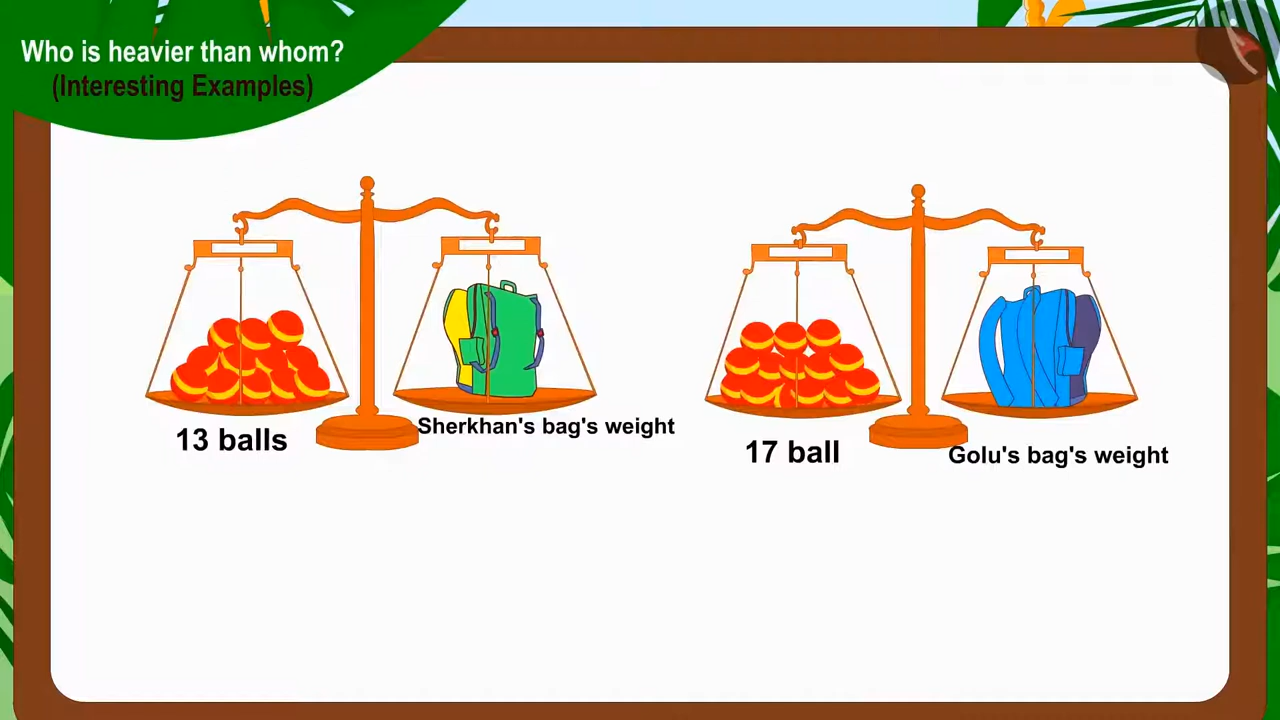 Who is heavier than whom?
(Interesting Examples)
13 balls
Sherkhan's bag's weight
17 ball
Golu's bag's weight